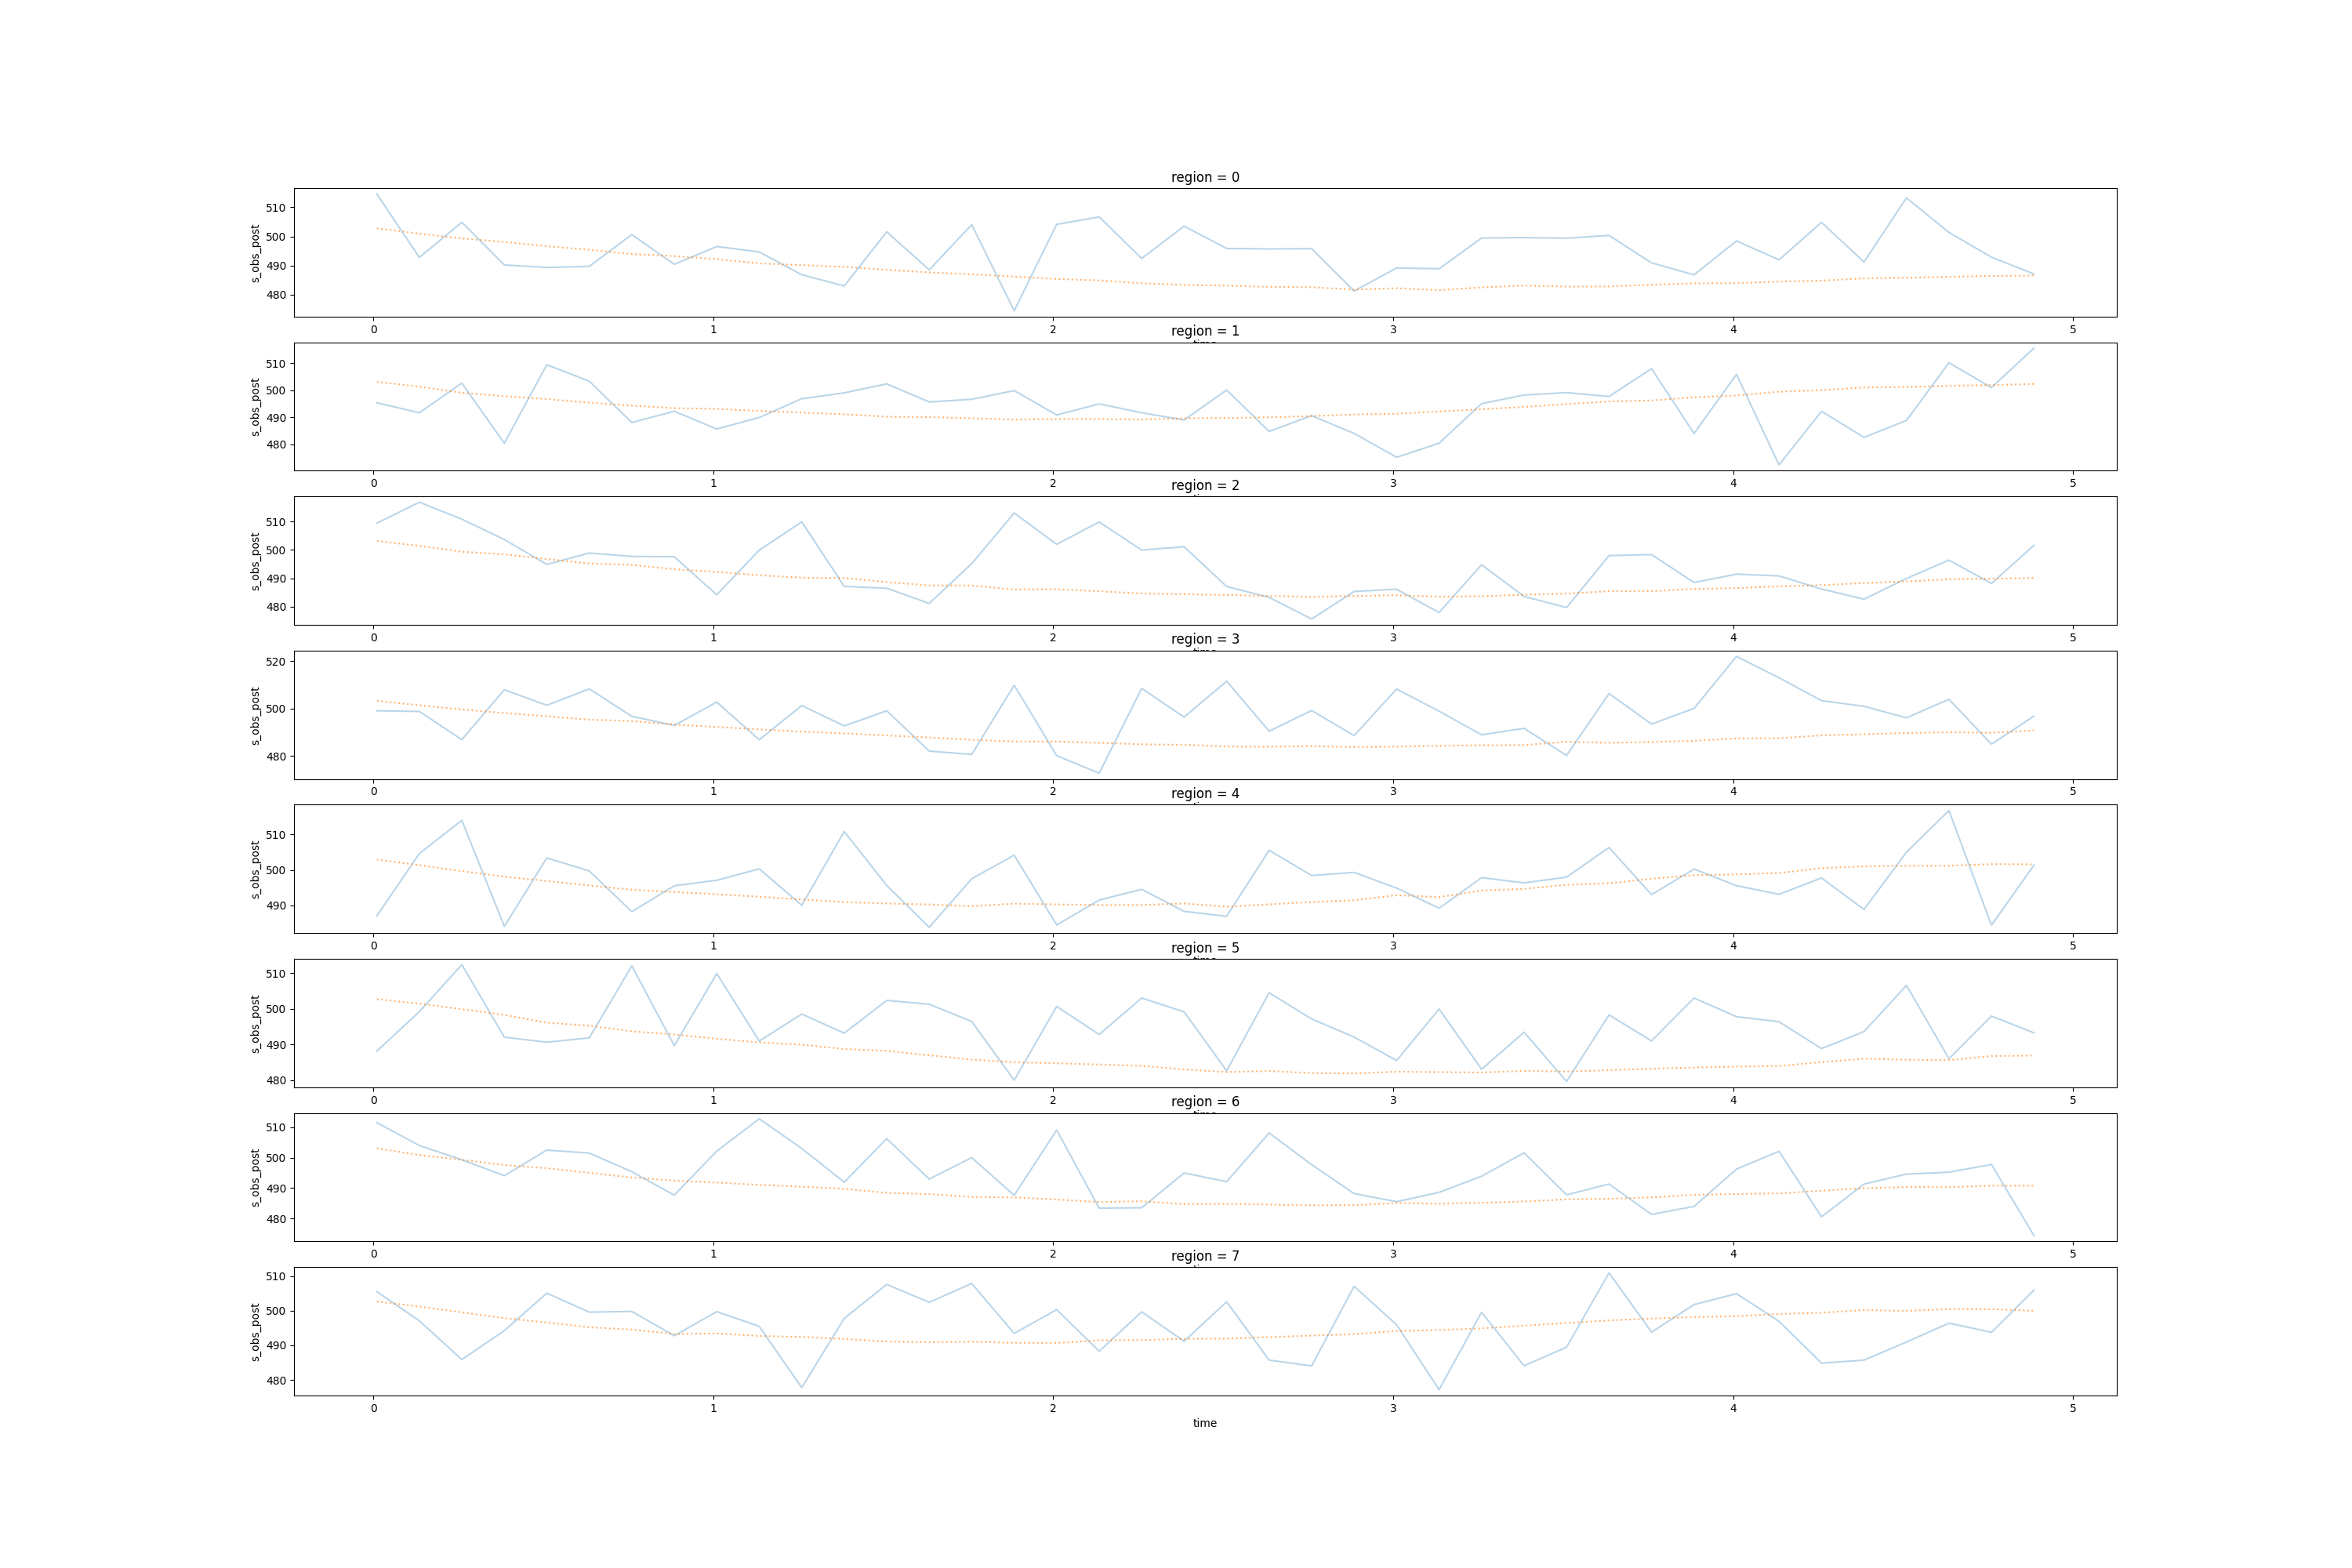 region = 0
510
500
490
480
s_obs_post
0 1 2 3 4 5
region = 1
510
500
490
480
s_obs_post
0 1 2 3 4 5
region = 2
510
500
490
480
s_obs_post
0 1 2 3 4 5
region = 3
520
500
480
s_obs_post
0 1 2 3 4 5
region = 4
510
500
490
s_obs_post
0 1 2 3 4 5
region = 5
510
500
490
480
s_obs_post
0 1 2 3 4 5
region = 6
510
500
490
480
s_obs_post
0 1 2 3 4 5
region = 7
510
500
490
480
s_obs_post
0 1 2 3 4 5
time